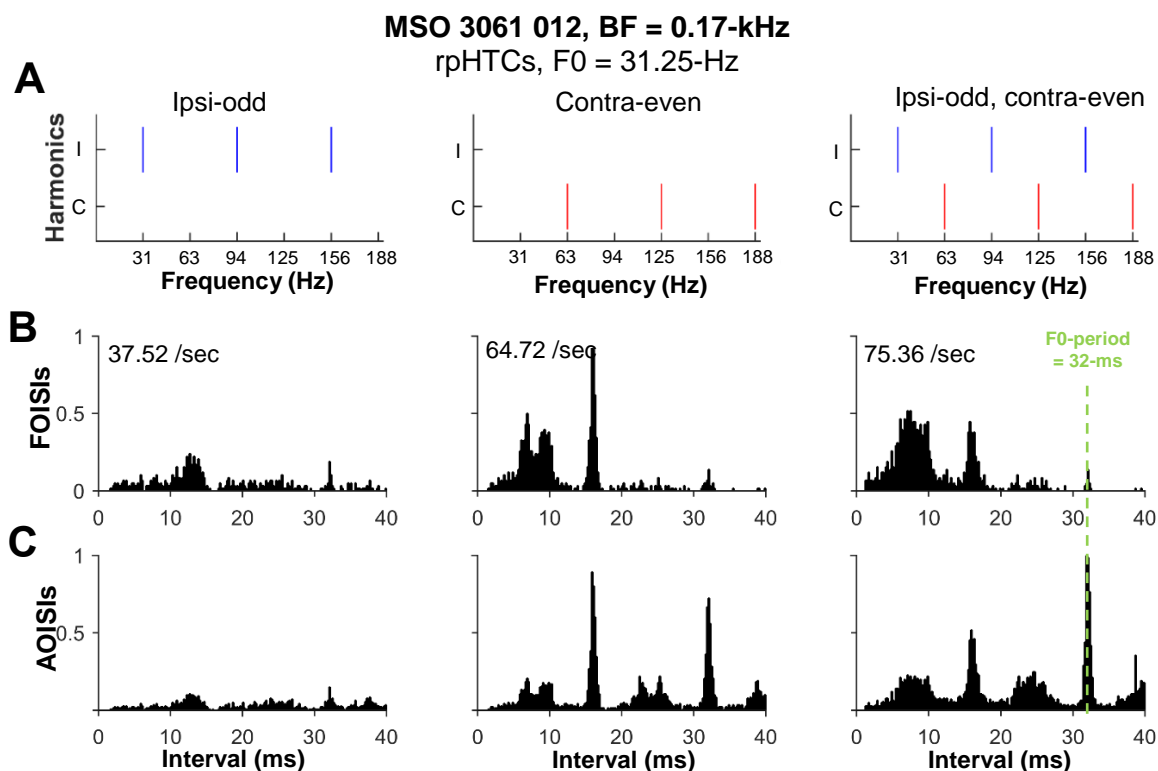 MSO 3061 012, BF = 0.17-kHz
rpHTCs, F0 = 31.25-Hz
A
Ipsi-odd
Contra-even
Ipsi-odd, contra-even
Harmonics
I
C
31 63 94 125 156 188
Frequency (Hz)
I
C
31 63 94 125 156 188
Frequency (Hz)
I
C
31 63 94 125 156 188
Frequency (Hz)
B
FOISIs
1
0.5
0
37.52 /sec
0 10 20 30 40
64.72 /sec
0 10 20 30 40
75.36 /sec
F0-period
= 32-ms
0 10 20 30 40
C
AOISIs
1
0.5
0 10 20 30 40
Interval (ms)
0 10 20 30 40
Interval (ms)
0 10 20 30 40
Interval (ms)